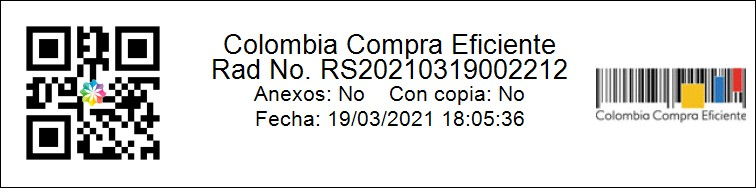 Colombia Compra Eficiente
Rad No. RS20210319002212
Anexos: No    Con copia: No
Fecha: 19/03/2021 18:05:36
Colombia Compra Eficiente